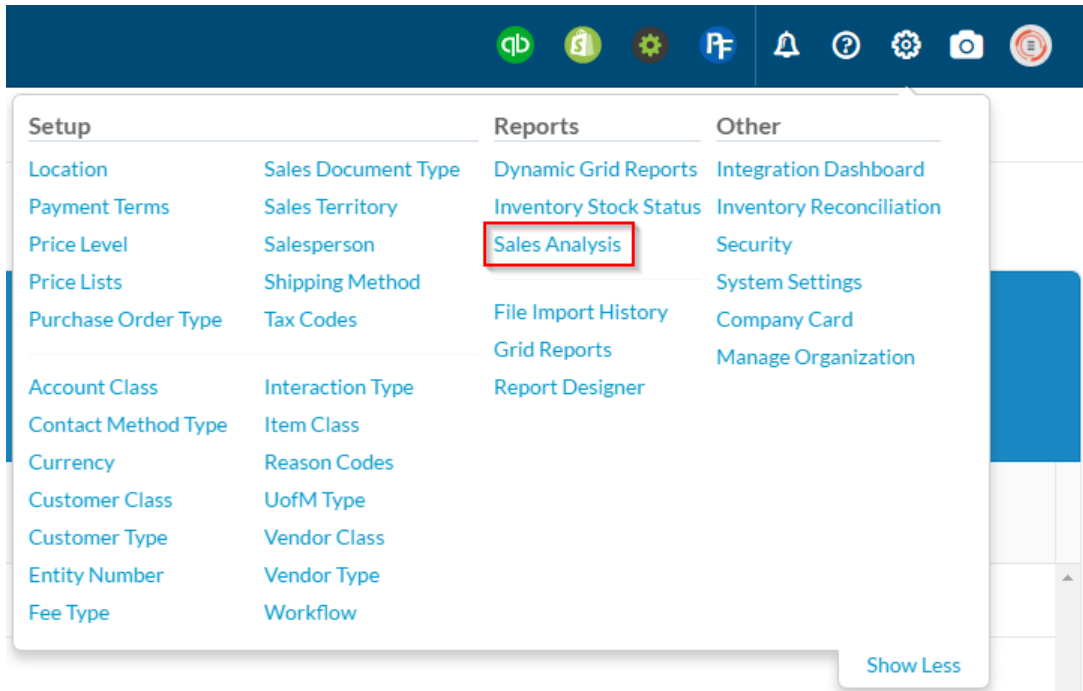 qb
S
PF
Setup
Location
Payment Terms
Price Level
Price Lists
Purchase Order Type
Sales Document Type
Sales Territory
Salesperson
Shipping Method
Tax Codes
Account Class
Contact Method Type
Currency
Customer Class
Customer Type
Entity Number
Fee Type
Interaction Type
Item Class
Reason Codes
UofM Type
Vendor Class
Vendor Type
Workflow
Reports
Dynamic Grid Reports
Inventory Stock Status
Sales Analysis
File Import History
Grid Reports
Report Designer
Other
Integration Dashboard
Inventory Reconciliation
Security
System Settings
Company Card
Manage Organization
Show Less